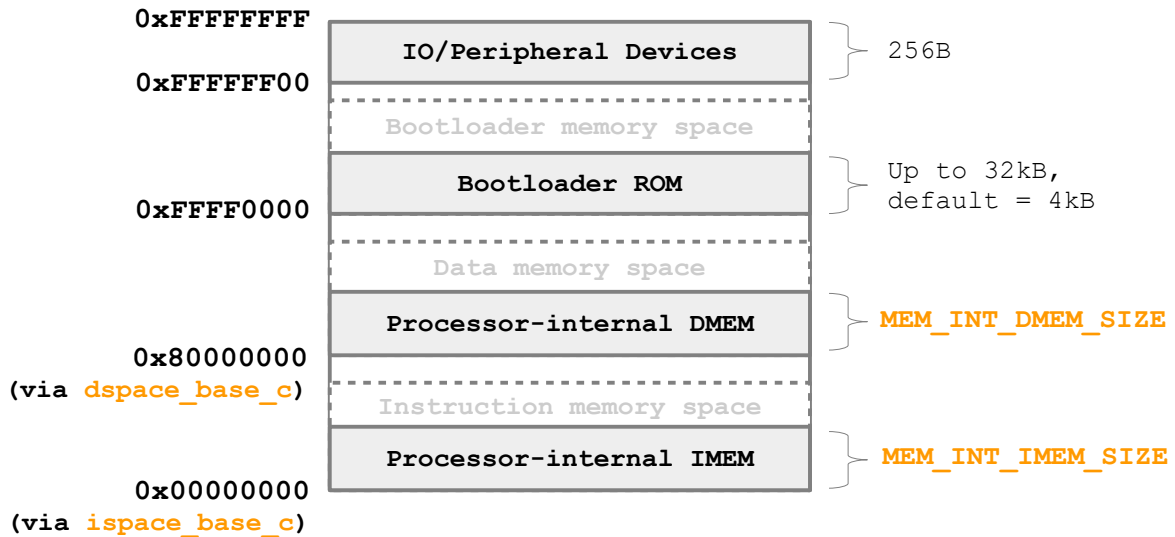 0xFFFFFFFF
IO/Peripheral Devices
256B
0xFFFFFF00
Bootloader memory space
Bootloader ROM
Up to 32kB,
default = 4kB
0xFFFF0000
Data memory space
Processor-internal DMEM
MEM_INT_DMEM_SIZE
0x80000000
(via dspace_base_c)
Instruction memory space
Processor-internal IMEM
MEM_INT_IMEM_SIZE
0x00000000
(via ispace_base_c)